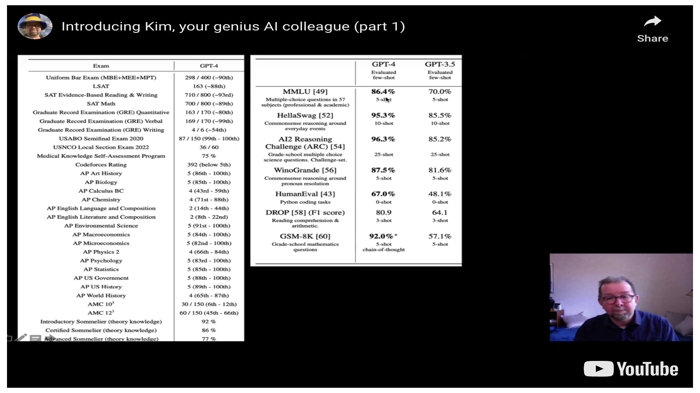 Introducing Kim, your genius AI colleague (part 1)
Share
Exam GPT-4
Uniform Bar Exam (MBE+MEE+MPT) 298 / 400 (~90th)
LSAT 163 (~88th)
SAT Evidence-Based Reading & Writing 710 / 800 (~93rd)
SAT Math 700 / 800 (~89th)
Graduate Record Examination (GRE) Quantitative 163 / 170 (~80th)
Graduate Record Examination (GRE) Verbal 169 / 170 (~99th)
Graduate Record Examination (GRE) Writing 4 / 6 (~54th)
USABO Semifinal Exam 2020 87 / 150 (99th - 100th)
USNCO Local Section Exam 2022 36 / 60
Medical Knowledge Self-Assessment Program 75 %
Codeforces Rating 392 (below 5th)
AP Art History 5 (86th - 100th)
AP Biology 5 (85th - 100th)
AP Calculus BC 4 (43rd - 59th)
AP Chemistry 4 (71st - 88th)
AP English Language and Composition 2 (14th - 44th)
AP English Literature and Composition 2 (8th - 22nd)
AP Environmental Science 5 (91st - 100th)
AP Macroeconomics 5 (84th - 100th)
AP Microeconomics 5 (82nd - 100th)
AP Physics 2 4 (66th - 84th)
AP Psychology 5 (83rd - 100th)
AP Statistics 5 (85th - 100th)
AP US Government 5 (88th - 100th)
AP US History 5 (89th - 100th)
AP World History 4 (65th - 87th)
AMC 10³ 30 / 150 (6th - 12th)
AMC 12³ 60 / 150 (45th - 66th)
Introductory Sommelier (theory knowledge) 92 %
Certified Sommelier (theory knowledge) 86 %
Advanced Sommelier (theory knowledge) 77 %
GPT-4 GPT-3.5
Evaluated Evaluated
few-shot few-shot
MMLU [49] 86.4% 70.0%
Multiple-choice questions in 57 5-shot 5-shot
subjects (professional & academic)
HellaSwag [52] 95.3% 85.5%
Commonsense reasoning around 10-shot 10-shot
everyday events
AI2 Reasoning 96.3% 85.2%
Challenge (ARC) [54]
Grade-school multiple choice 25-shot 25-shot
science questions. Challenge-set.
WinoGrande [56] 87.5% 81.6%
Commonsense reasoning around 5-shot 5-shot
pronoun resolution
HumanEval [43] 67.0% 48.1%
Python coding tasks 0-shot 0-shot
DROP [58] (F1 score) 80.9 64.1
Reading comprehension & 3-shot 3-shot
arithmetic.
GSM-8K [60] 92.0%* 57.1%
Grade-school mathematics 5-shot 5-shot
questions chain-of-thought
YouTube